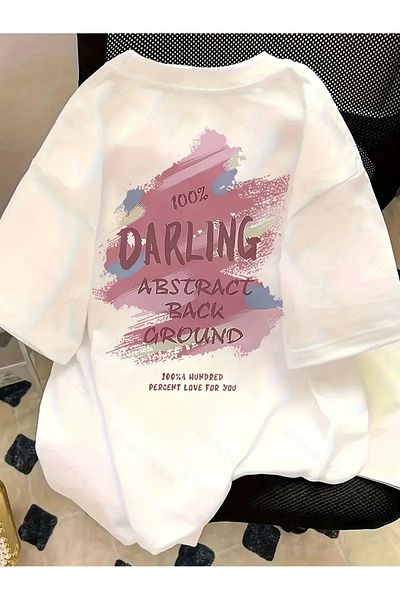 100%
DARLING
ABSTRACT
BACK
GROUND
100%A HUNDRED
PERCENT LOVE FOR YOU